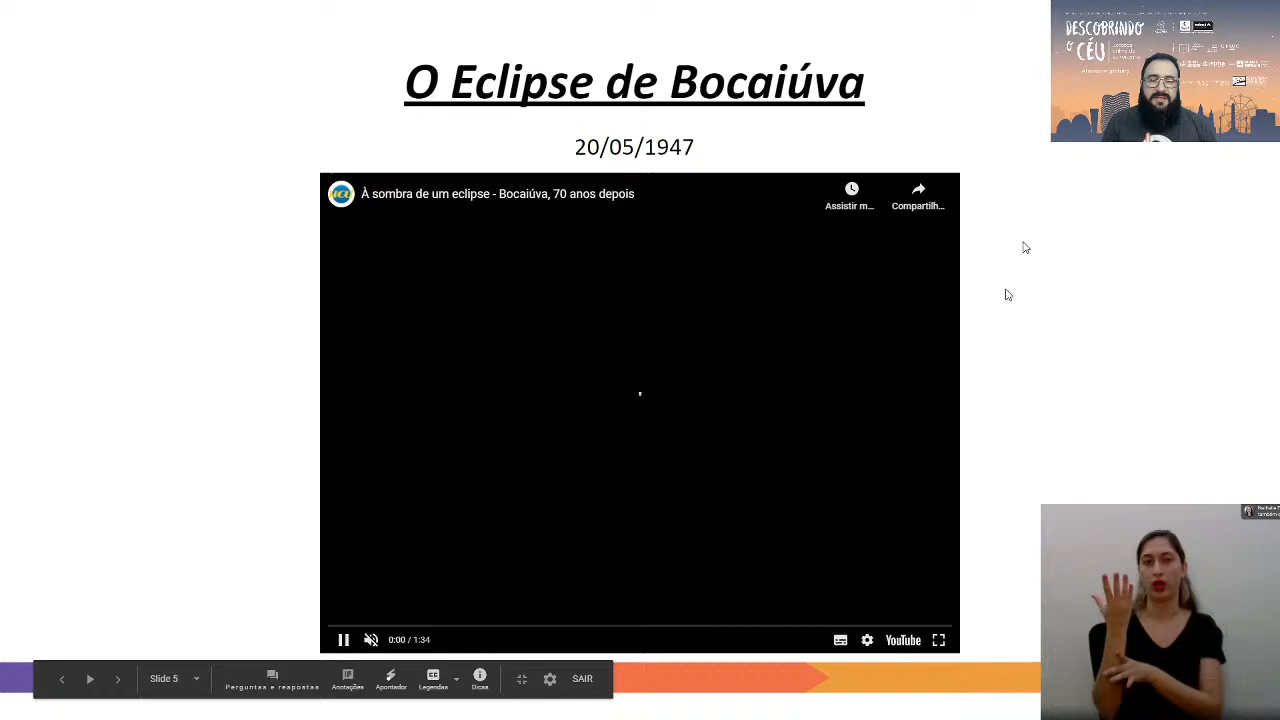 O Eclipse de Bocaiúva
20/05/1947
À sombra de um eclipse - Bocaiúva, 70 anos depois
Assistir m...
Compartilh...
0:00 / 1:34
YouTube
Slide 5
Perguntas e respostas
Anotações
Apontador
Legendas
Dicas
SAIR
DESCOBRINDO
O CÉU